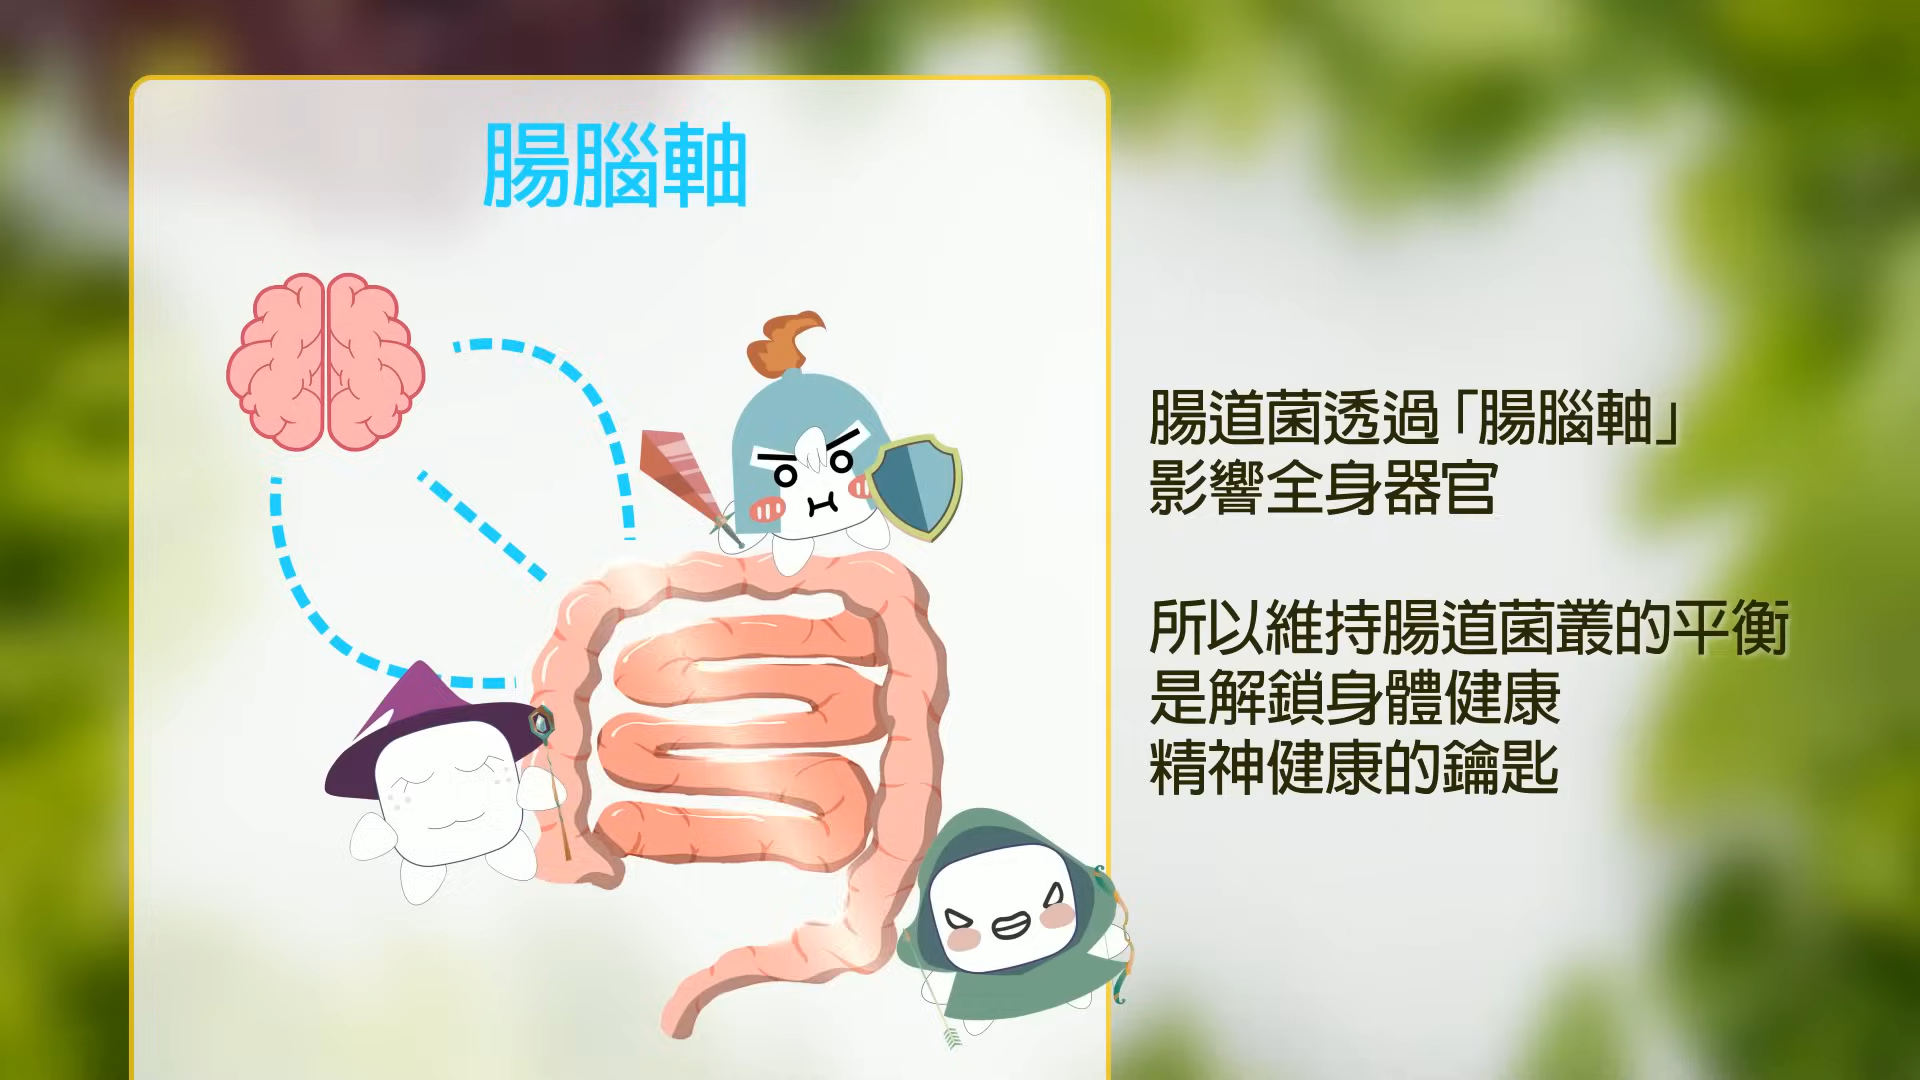 腸腦軸
腸道菌透過「腸腦軸」
影響全身器官
所以維持腸道菌叢的平衡
是解鎖身體健康
精神健康的鑰匙